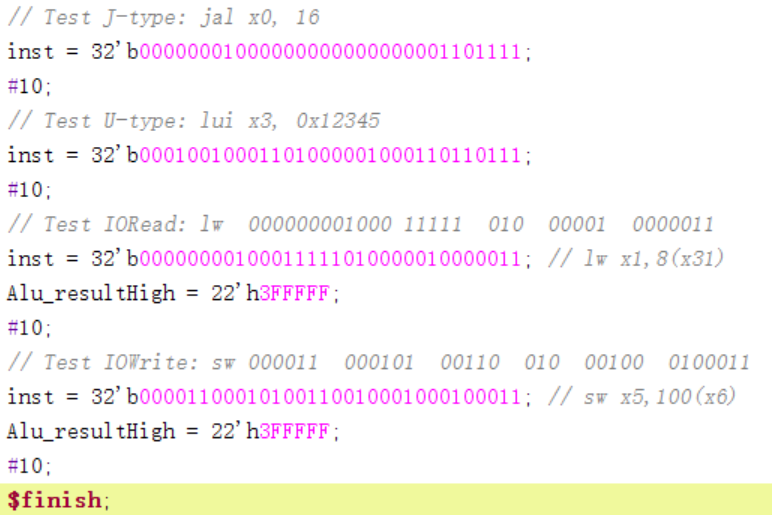 // Test J-type: jal x0, 16
inst = 32'b00000001000000000000000001101111;
#10;
// Test U-type: lui x3, 0x12345
inst = 32'b00010010001101000001000110110111;
#10;
// Test IORead: lw  000000001000 11111  010  00001  0000011
inst = 32'b00000000100011111010000010000011; // lw x1,8(x31)
Alu_resultHigh = 22'h3FFFFF;
#10;
// Test IOWrite: sw 000011  000101  00110  010  00100  0100011
inst = 32'b00001100010100110010001000100011; // sw x5,100(x6)
Alu_resultHigh = 22'h3FFFFF;
#10;
$finish;